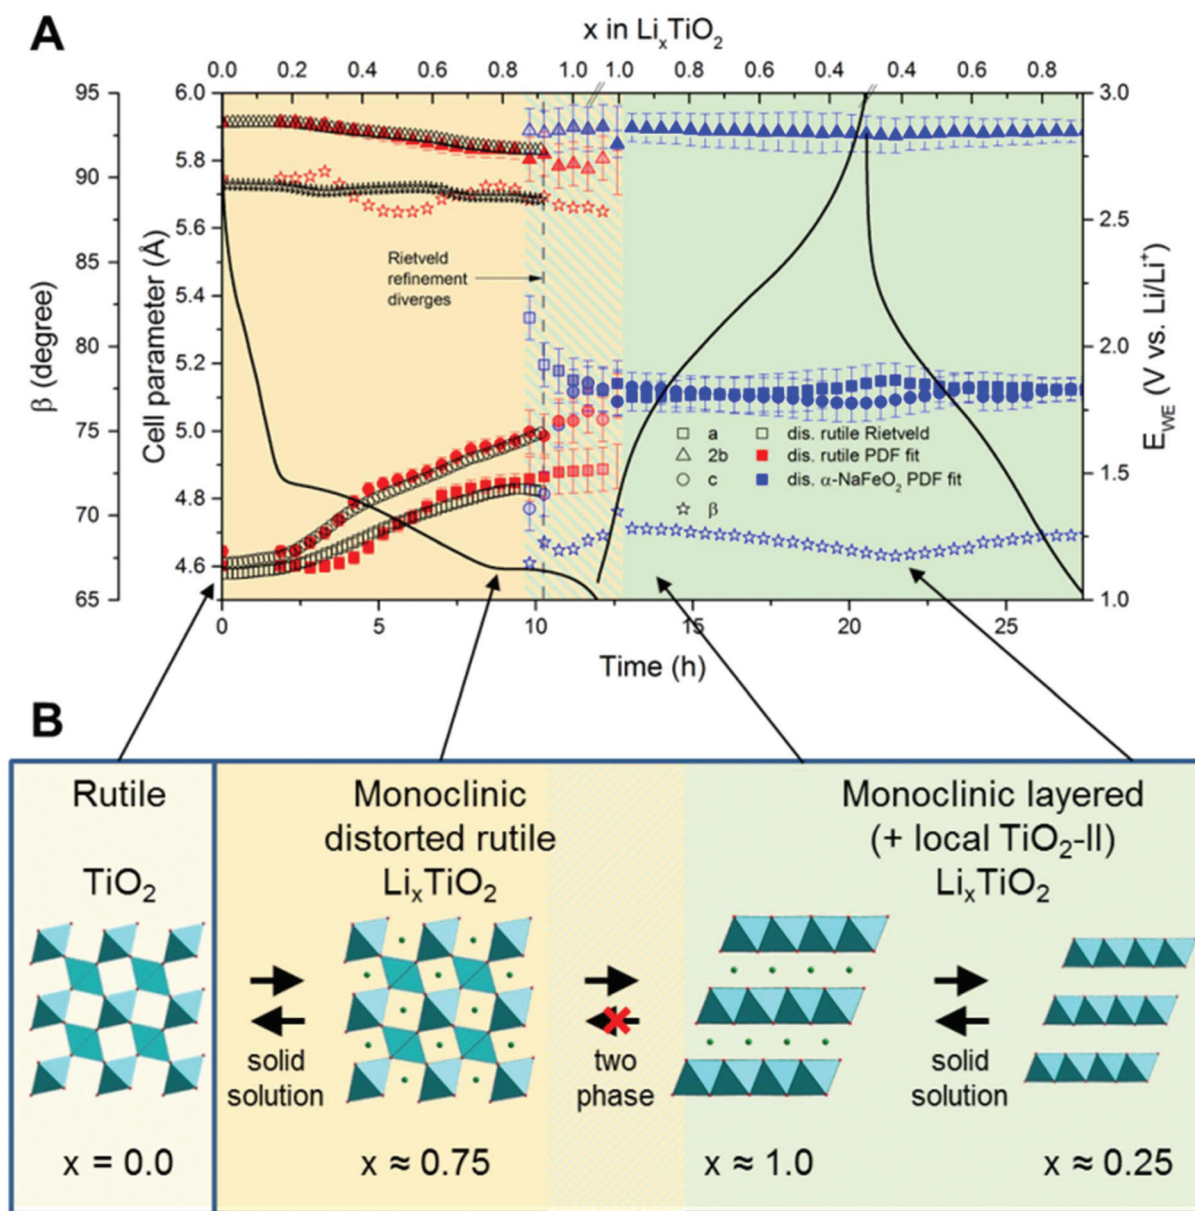 A
x in LixTiO2
0.0 0.2 0.4 0.6 0.8 1.0 1.0 0.8 0.6 0.4 0.4 0.6 0.8
β (degree)
95
90
85
80
75
70
65
Cell parameter (Å)
6.0
5.8
5.6
5.4
5.2
5.0
4.8
4.6
Rietveld
refinement
diverges
a
2b
c
β
dis. rutile Rietveld
dis. rutile PDF fit
dis. α-NaFeO2 PDF fit
3.0
2.5
2.0
1.5
1.0
EWE (V vs. Li/Li+)
0 5 10 15 20 25
Time (h)
B
Rutile
TiO2
x = 0.0
solid
solution
Monoclinic
distorted rutile
LixTiO2
x ≈ 0.75
two
phase
Monoclinic layered
(+ local TiO2-II)
LixTiO2
x ≈ 1.0
solid
solution
x ≈ 0.25